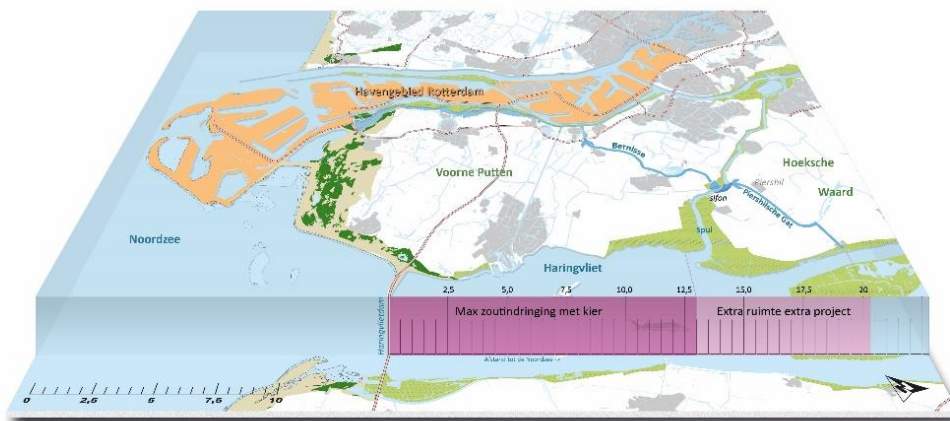 Havengebied Rotterdam
Bernisse
Voorne Putten
Hoeksche
Waard
Piershil
sifon
Piershilsche Gat
Spui
Noordzee
Haringvliet
2,5 5,0 7,5 10,0 12,5 15,0 17,5 20
Haringvlietdam
Max zoutindringing met kier
Extra ruimte extra project
Afstand tot de Noordzee
0 2,5 5 7,5 10
N